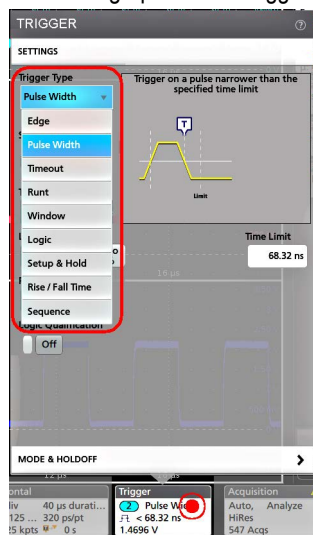 TRIGGER ?
SETTINGS
Trigger Type
Pulse Width
Edge
Pulse Width
Timeout
Runt
Window
Logic
Setup & Hold
Rise / Fall Time
Sequence
Trigger on a pulse narrower than the
specified time limit
T
Limit
Time Limit
68.32 ns
16 µs
Logic Qualification
Off
MODE & HOLDOFF
12 µs
Trigger
2 Pulse
< 68.32 ns
1.4696 V
40 µs durati...
125 ... 320 ps/pt
kpts 0 s
Acquisition
Auto, Analyze
HiRes
547 Acqs